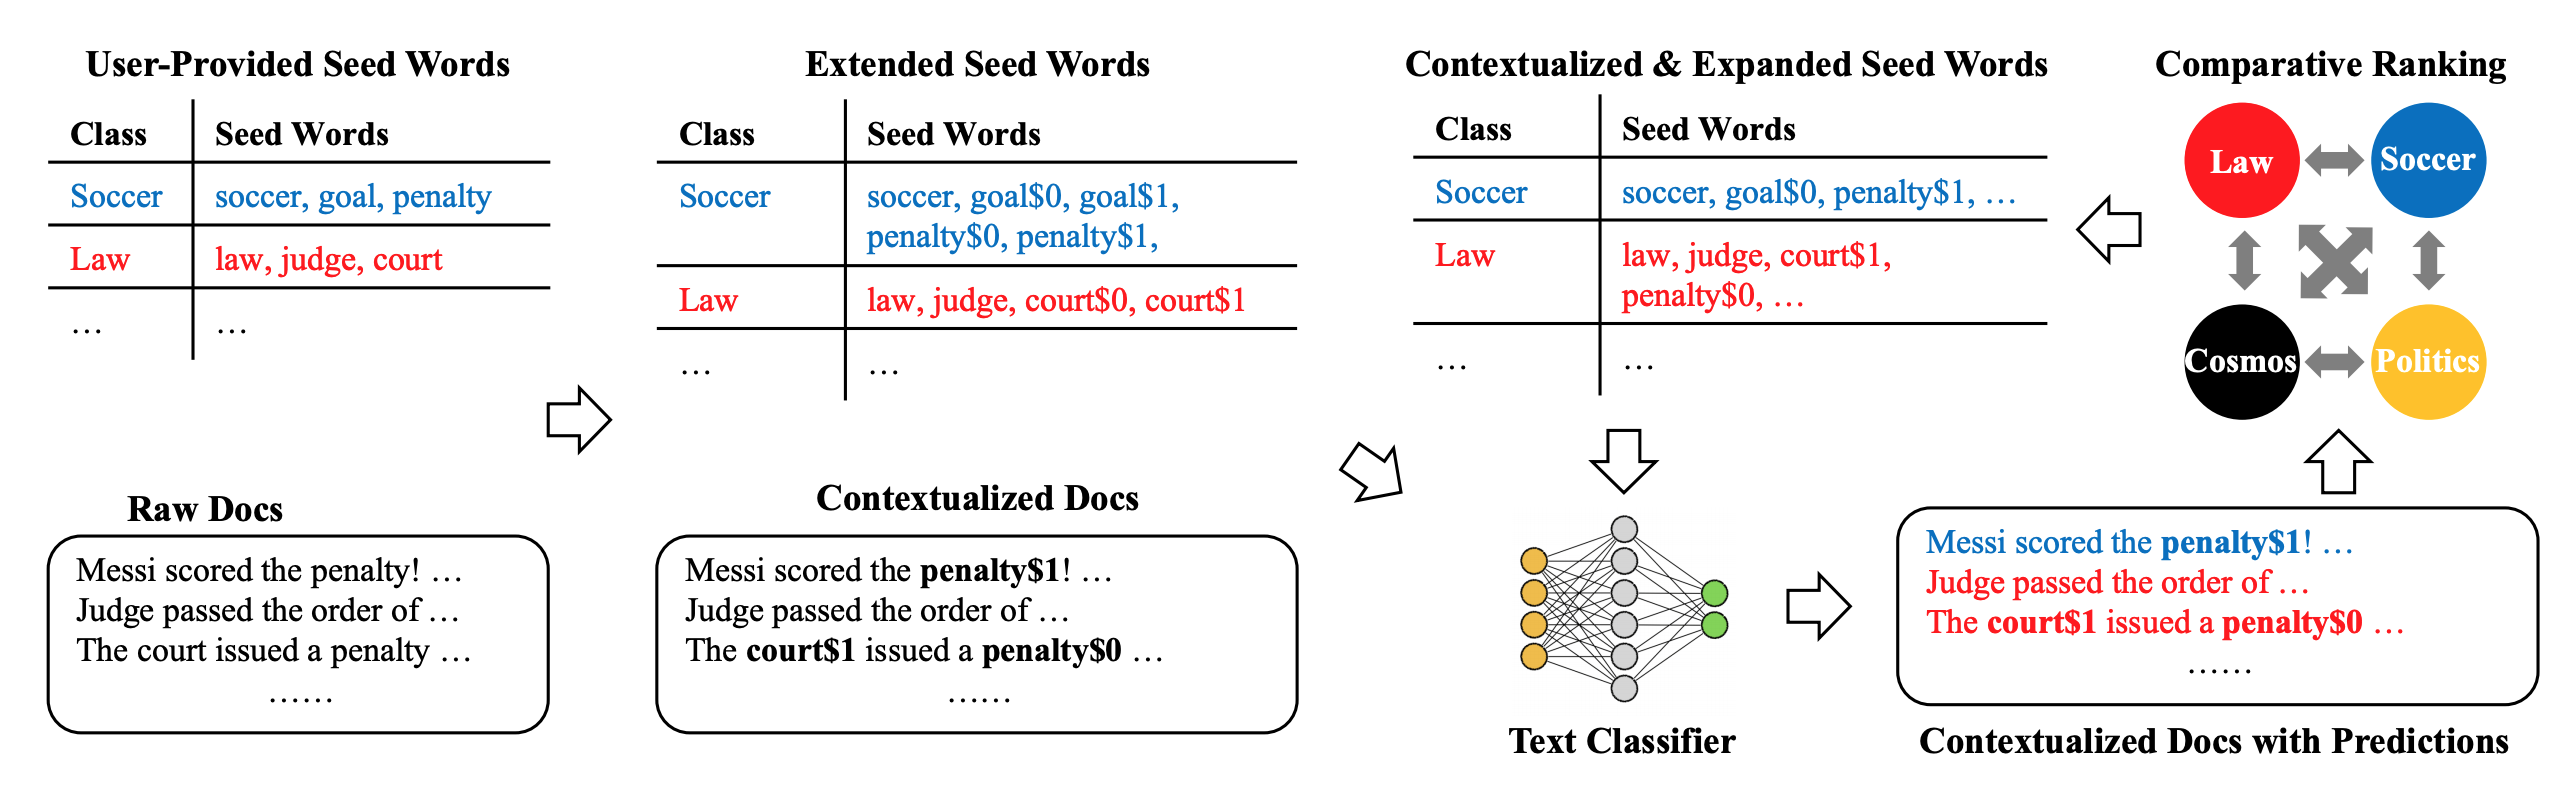 User-Provided Seed Words
Class Seed Words
Soccer soccer, goal, penalty
Law law, judge, court
… …
Raw Docs
Messi scored the penalty! …
Judge passed the order of …
The court issued a penalty …
……
Extended Seed Words
Class Seed Words
Soccer soccer, goal$0, goal$1,
penalty$0, penalty$1,
Law law, judge, court$0, court$1
… …
Contextualized Docs
Messi scored the penalty$1! …
Judge passed the order of …
The court$1 issued a penalty$0 …
……
Contextualized & Expanded Seed Words
Class Seed Words
Soccer soccer, goal$0, penalty$1, …
Law law, judge, court$1,
penalty$0, …
… …
Text Classifier
Comparative Ranking
Law Soccer
Cosmos Politics
Messi scored the penalty$1! …
Judge passed the order of …
The court$1 issued a penalty$0 …
……
Contextualized Docs with Predictions